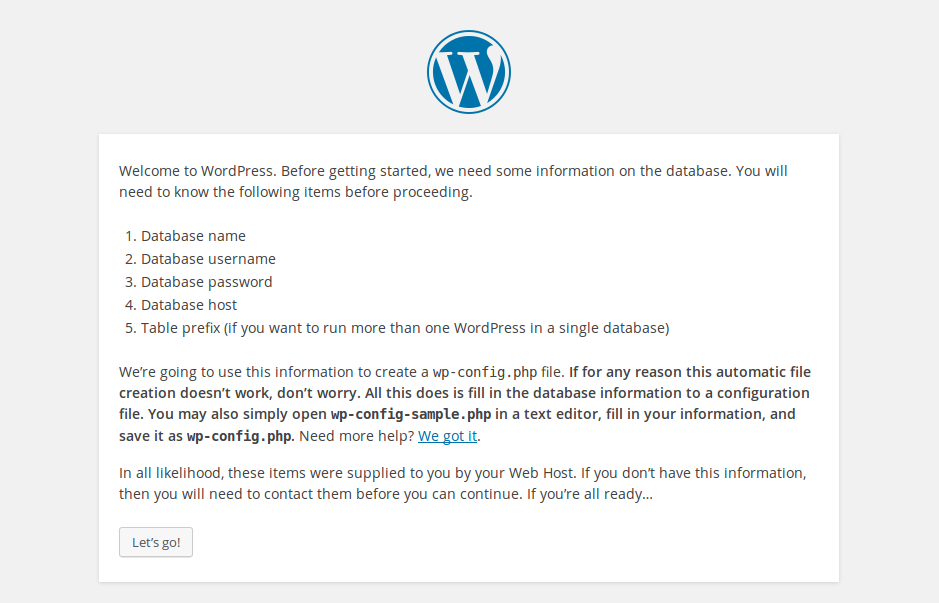 Welcome to WordPress. Before getting started, we need some information on the database. You will
need to know the following items before proceeding.
1. Database name
2. Database username
3. Database password
4. Database host
5. Table prefix (if you want to run more than one WordPress in a single database)
We’re going to use this information to create a wp-config.php file. If for any reason this automatic file
creation doesn’t work, don’t worry. All this does is fill in the database information to a configuration
file. You may also simply open wp-config-sample.php in a text editor, fill in your information, and
save it as wp-config.php. Need more help? We got it.
In all likelihood, these items were supplied to you by your Web Host. If you don’t have this information,
then you will need to contact them before you can continue. If you’re all ready…
Let’s go!